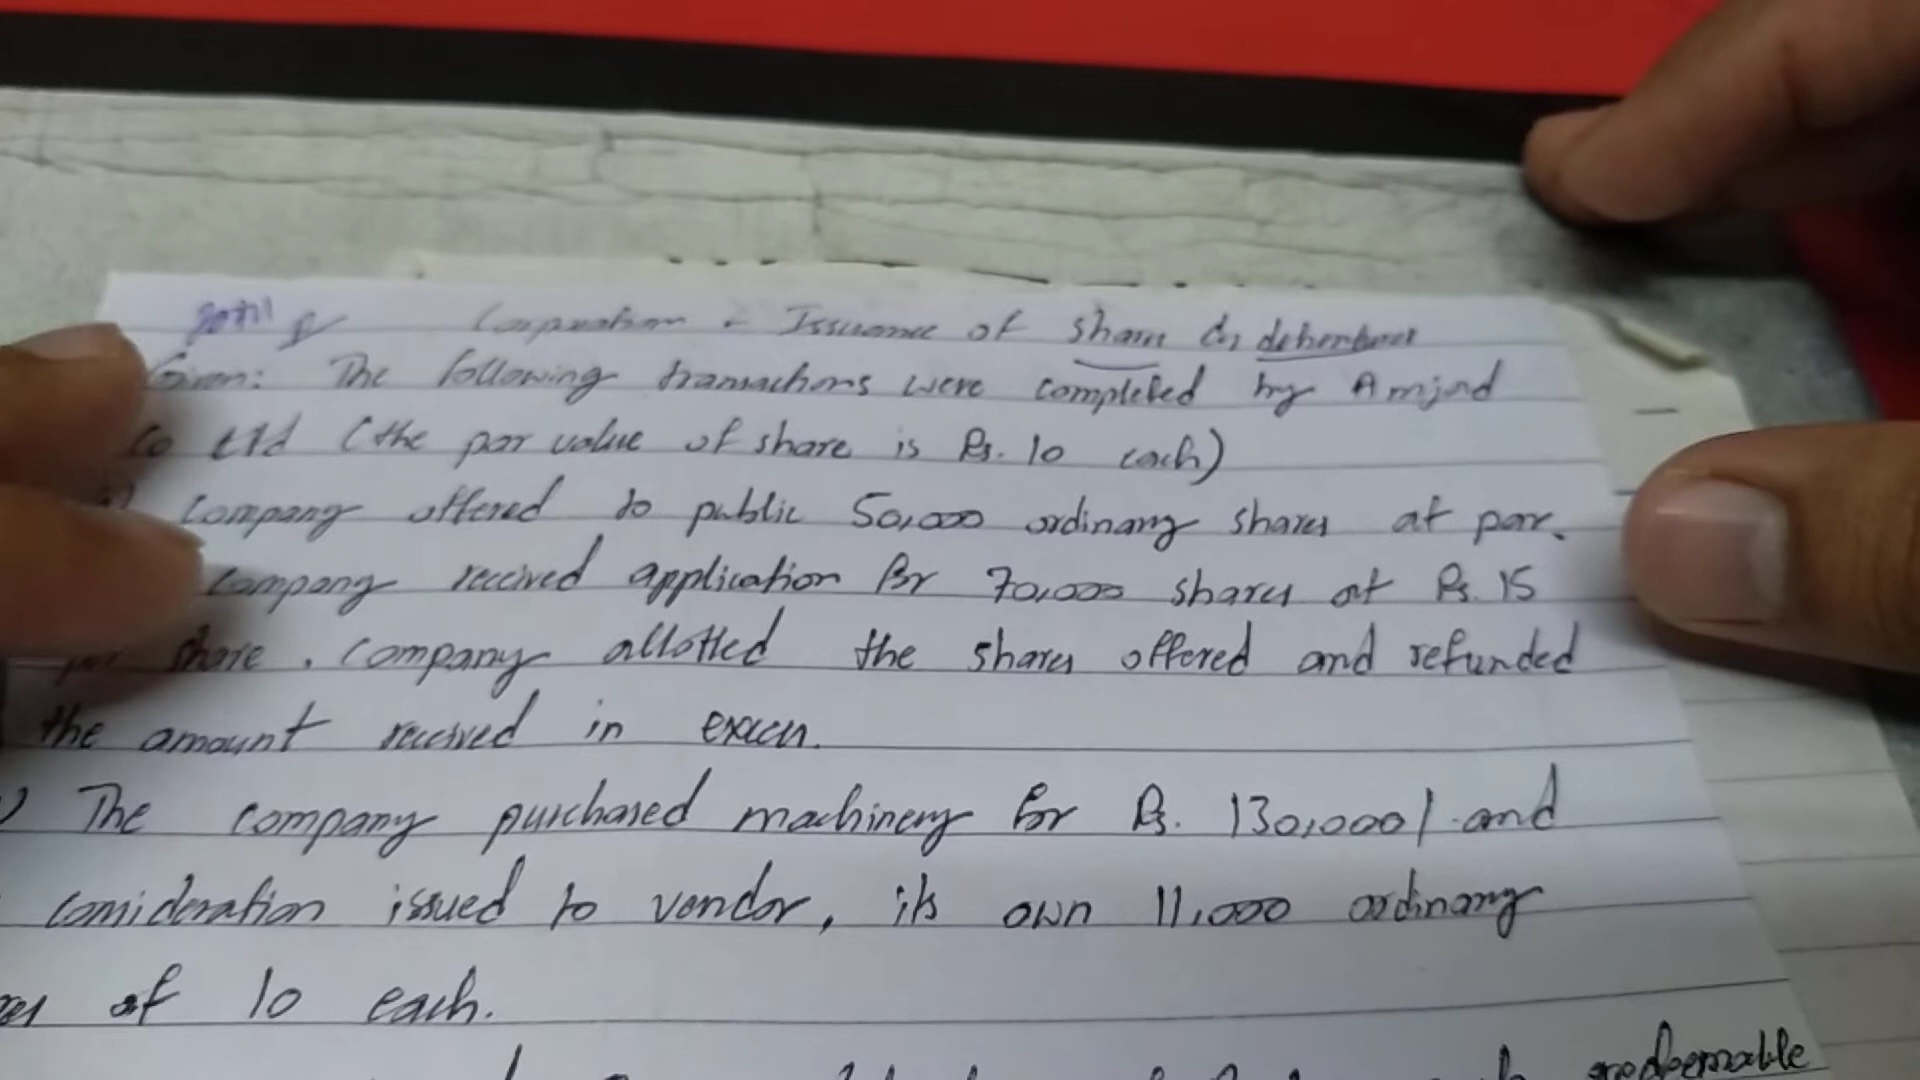 Corporation - Issuance of share & debenture
Given: The following transactions were completed by Amjad
Co Ltd (the par value of share is Rs. 10 each)
Company offered to public 50,000 ordinary shares at par.
Company received application for 70,000 shares at Rs. 15
per share. Company allotted the shares offered and refunded
the amount received in excess.
) The company purchased machinery for Rs. 130,000/- and
consideration issued to vendor, its own 11,000 ordinary
of 10 each.
redeemable